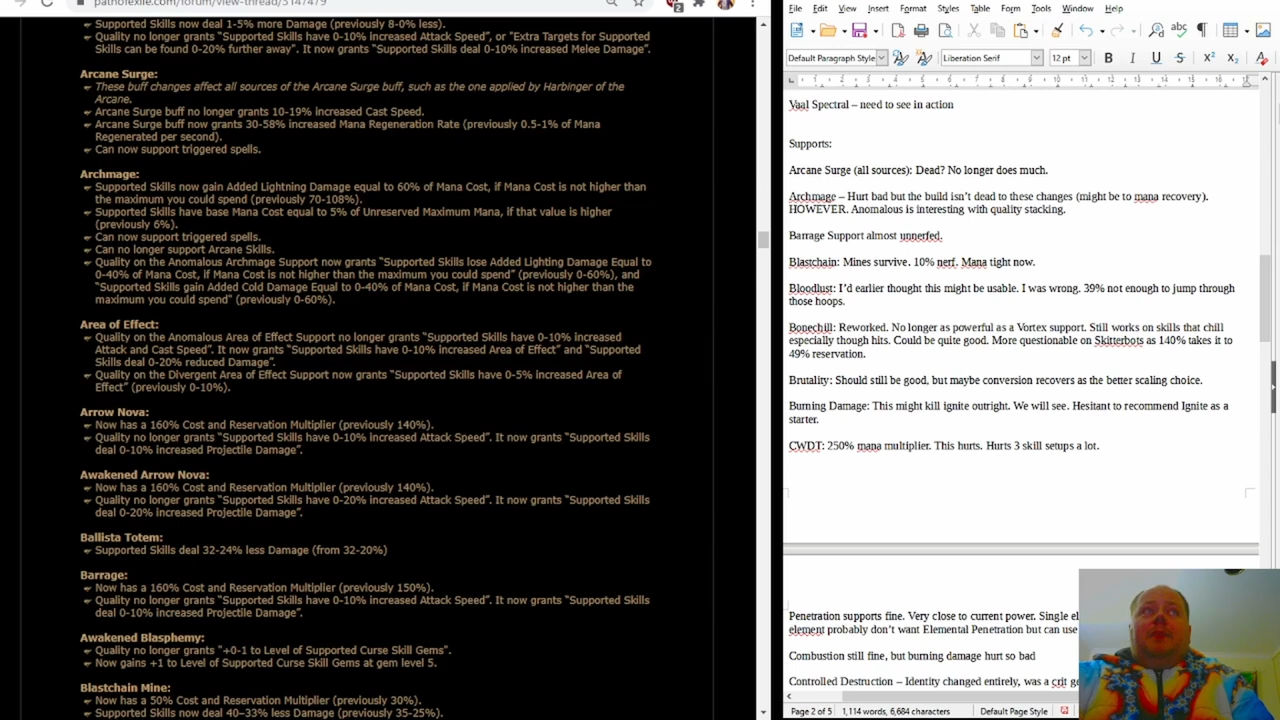 pathofexile.com/forum/view-thread/3147479
Supported Skills now deal 1-5% more Damage (previously 8-0% less).
Quality no longer grants "Supported Skills have 0-10% increased Attack Speed", or "Extra Targets for Supported
Skills can be found 0-20% further away". It now grants "Supported Skills deal 0-10% increased Melee Damage".
Arcane Surge:
These buff changes affect all sources of the Arcane Surge buff, such as the one applied by Harbinger of the
Arcane.
Arcane Surge buff no longer grants 10-19% increased Cast Speed.
Arcane Surge buff now grants 30-58% increased Mana Regeneration Rate (previously 0.5-1% of Mana
Regenerated per second).
Can now support triggered spells.
Archmage:
Supported Skills now gain Added Lightning Damage equal to 60% of Mana Cost, if Mana Cost is not higher than
the maximum you could spend (previously 70-108%).
Supported Skills have base Mana Cost equal to 5% of Unreserved Maximum Mana, if that value is higher
(previously 6%).
Can now support triggered spells.
Can no longer support Arcane Skills.
Quality on the Anomalous Archmage Support now grants "Supported Skills lose Added Lighting Damage Equal to
0-40% of Mana Cost, if Mana Cost is not higher than the maximum you could spend" (previously 0-60%), and
"Supported Skills gain Added Cold Damage Equal to 0-40% of Mana Cost, if Mana Cost is not higher than the
maximum you could spend" (previously 0-60%).
Area of Effect:
Quality on the Anomalous Area of Effect Support no longer grants "Supported Skills have 0-10% increased
Attack and Cast Speed". It now grants "Supported Skills have 0-10% increased Area of Effect" and "Supported
Skills deal 0-20% reduced Damage".
Quality on the Divergent Area of Effect Support now grants "Supported Skills have 0-5% increased Area of
Effect" (previously 0-10%).
Arrow Nova:
Now has a 160% Cost and Reservation Multiplier (previously 140%).
Quality no longer grants "Supported Skills have 0-10% increased Attack Speed". It now grants "Supported Skills
deal 0-10% increased Projectile Damage".
Awakened Arrow Nova:
Now has a 160% Cost and Reservation Multiplier (previously 140%).
Quality no longer grants "Supported Skills have 0-20% increased Attack Speed". It now grants "Supported Skills
deal 0-20% increased Projectile Damage".
Ballista Totem:
Supported Skills deal 32-24% less Damage (from 32-20%)
Barrage:
Now has a 160% Cost and Reservation Multiplier (previously 150%).
Quality no longer grants "Supported Skills have 0-10% increased Attack Speed". It now grants "Supported Skills
deal 0-10% increased Projectile Damage".
Awakened Blasphemy:
Quality no longer grants "+0-1 to Level of Supported Curse Skill Gems".
Now gains +1 to Level of Supported Curse Skill Gems at gem level 5.
Blastchain Mine:
Now has a 50% Cost and Reservation Multiplier (previously 30%).
Supported Skills now deal 40-33% less Damage (previously 35-25%).
File Edit View Insert Format Styles Table Form Tools Window Help
Default Paragraph Style Liberation Serif 12 pt
Vaal Spectral – need to see in action
Supports:
Arcane Surge (all sources): Dead? No longer does much.
Archmage – Hurt bad but the build isn't dead to these changes (might be to mana recovery).
HOWEVER. Anomalous is interesting with quality stacking.
Barrage Support almost unnerfed.
Blastchain: Mines survive. 10% nerf. Mana tight now.
Bloodlust: I'd earlier thought this might be usable. I was wrong. 39% not enough to jump through
those hoops.
Bonechill: Reworked. No longer as powerful as a Vortex support. Still works on skills that chill
especially though hits. Could be quite good. More questionable on Skitterbots as 140% takes it to
49% reservation.
Brutality: Should still be good, but maybe conversion recovers as the better scaling choice.
Burning Damage: This might kill ignite outright. We will see. Hesitant to recommend Ignite as a
starter.
CWDT: 250% mana multiplier. This hurts. Hurts 3 skill setups a lot.
Penetration supports fine. Very close to current power. Single el
element probably don't want Elemental Penetration but can use
Combustion still fine, but burning damage hurt so bad
Controlled Destruction – Identity changed entirely, was a crit ge
Page 2 of 5 1,114 words, 6,684 characters Default Page Style